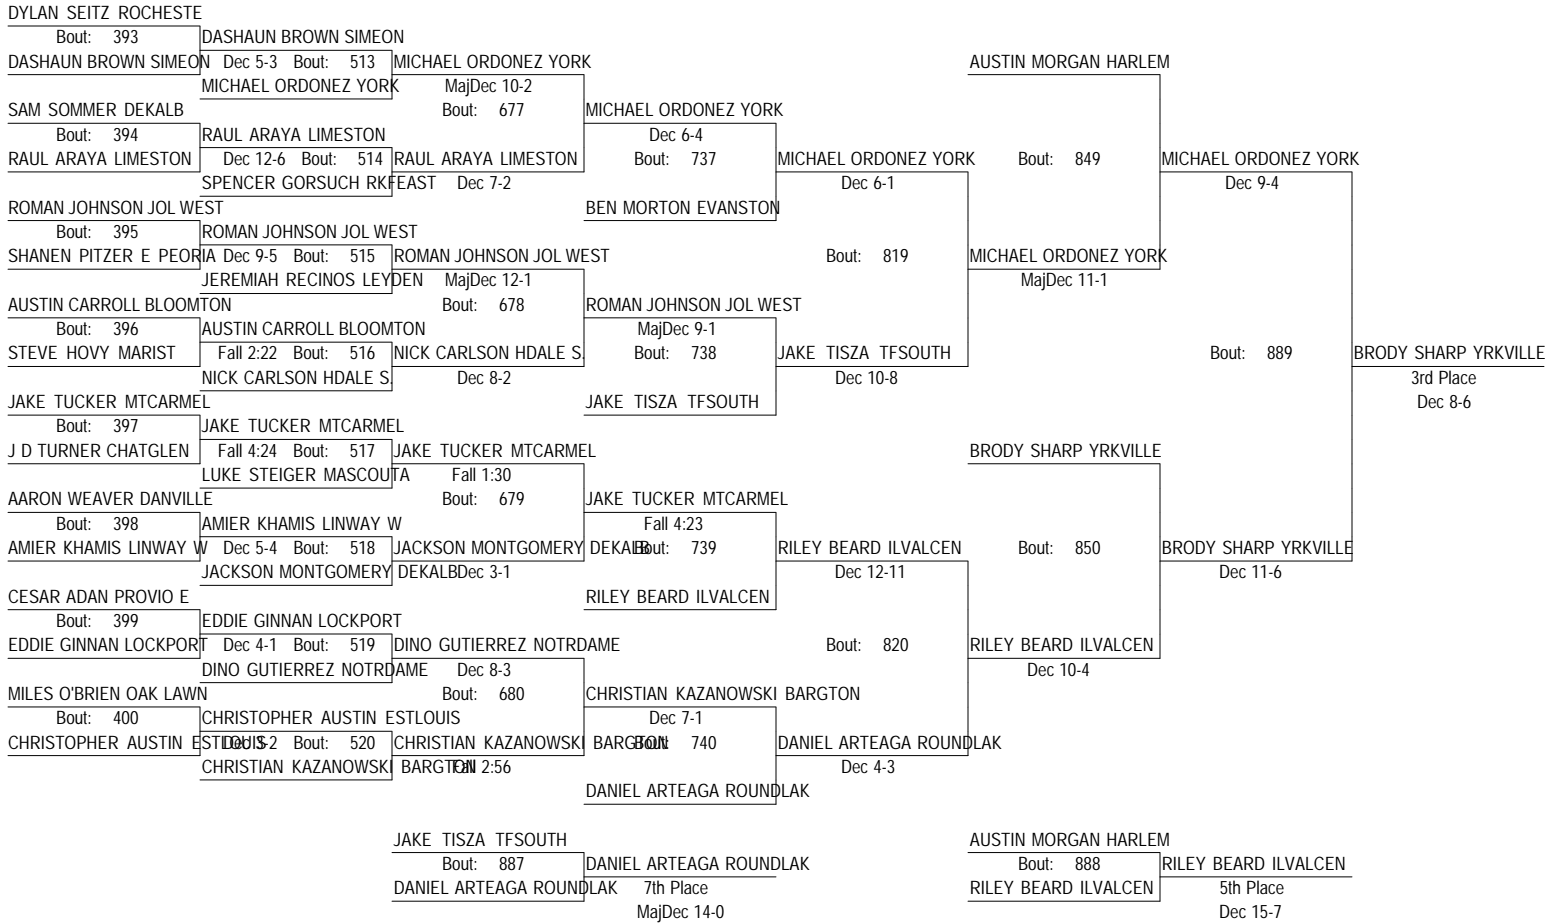 DYLAN SEITZ ROCHESTE
Bout: 393 DASHAUN BROWN SIMEON
DASHAUN BROWN SIMEON Dec 5-3 Bout: 513 MICHAEL ORDONEZ YORK AUSTIN MORGAN HARLEM
MICHAEL ORDONEZ YORK MajDec 10-2
SAM SOMMER DEKALB Bout: 677 MICHAEL ORDONEZ YORK
Bout: 394 RAUL ARAYA LIMESTON Dec 6-4
RAUL ARAYA LIMESTON Dec 12-6 Bout: 514 RAUL ARAYA LIMESTON Bout: 737 MICHAEL ORDONEZ YORK Bout: 849 MICHAEL ORDONEZ YORK
SPENCER GORSUCH RKFEAST Dec 7-2 Dec 6-1 Dec 9-4
ROMAN JOHNSON JOL WEST BEN MORTON EVANSTON
Bout: 395 ROMAN JOHNSON JOL WEST
SHANEN PITZER E PEORIA Dec 9-5 Bout: 515 ROMAN JOHNSON JOL WEST Bout: 819 MICHAEL ORDONEZ YORK
JEREMIAH RECINOS LEYDEN MajDec 12-1 MajDec 11-1
AUSTIN CARROLL BLOOMTON Bout: 678 ROMAN JOHNSON JOL WEST
Bout: 396 AUSTIN CARROLL BLOOMTON MajDec 9-1
STEVE HOVY MARIST Fall 2:22 Bout: 516 NICK CARLSON HDALE S. Bout: 738 JAKE TISZA TFSOUTH Bout: 889 BRODY SHARP YRKVILLE
NICK CARLSON HDALE S. Dec 8-2 Dec 10-8 3rd Place
JAKE TUCKER MTCARMEL JAKE TISZA TFSOUTH Dec 8-6
Bout: 397 JAKE TUCKER MTCARMEL
J D TURNER CHATGLEN Fall 4:24 Bout: 517 JAKE TUCKER MTCARMEL BRODY SHARP YRKVILLE
LUKE STEIGER MASCOUTA Fall 1:30
AARON WEAVER DANVILLE Bout: 679 JAKE TUCKER MTCARMEL
Bout: 398 AMIER KHAMIS LINWAY W Fall 4:23
AMIER KHAMIS LINWAY W Dec 5-4 Bout: 518 JACKSON MONTGOMERY DEKALB Bout: 739 RILEY BEARD ILVALCEN Bout: 850 BRODY SHARP YRKVILLE
JACKSON MONTGOMERY DEKALB Dec 3-1 Dec 12-11 Dec 11-6
CESAR ADAN PROVIO E RILEY BEARD ILVALCEN
Bout: 399 EDDIE GINNAN LOCKPORT
EDDIE GINNAN LOCKPORT Dec 4-1 Bout: 519 DINO GUTIERREZ NOTRDAME Bout: 820 RILEY BEARD ILVALCEN
DINO GUTIERREZ NOTRDAME Dec 8-3 Dec 10-4
MILES O'BRIEN OAK LAWN Bout: 680 CHRISTIAN KAZANOWSKI BARGTON
Bout: 400 CHRISTOPHER AUSTIN ESTLOUIS Dec 7-1
CHRISTOPHER AUSTIN ESTLOUIS Bout: 520 CHRISTIAN KAZANOWSKI BARGTON Bout: 740 DANIEL ARTEAGA ROUNDLAK
CHRISTIAN KAZANOWSKI BARGTON Fall 2:56 Dec 4-3
DANIEL ARTEAGA ROUNDLAK
JAKE TISZA TFSOUTH AUSTIN MORGAN HARLEM
Bout: 887 DANIEL ARTEAGA ROUNDLAK Bout: 888 RILEY BEARD ILVALCEN
DANIEL ARTEAGA ROUNDLAK 7th Place RILEY BEARD ILVALCEN 5th Place
MajDec 14-0 Dec 15-7